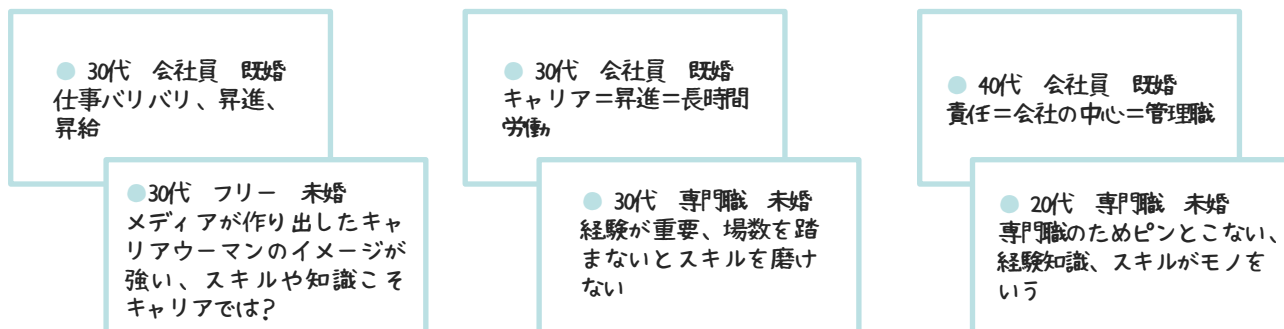 ● 30代 会社員 既婚
仕事バリバリ、昇進、
昇給
●30代 フリー 未婚
メディアが作り出したキャ
リアウーマンのイメージが
強い、スキルや知識こそ
キャリアでは?
● 30代 会社員 既婚
キャリア=昇進=長時間
労働
● 30代 専門職 未婚
経験が重要、場数を踏
まないとスキルを磨け
ない
● 40代 会社員 既婚
責任=会社の中心=管理職
● 20代 専門職 未婚
専門職のためピンとこない、
経験知識、スキルがモノを
いう